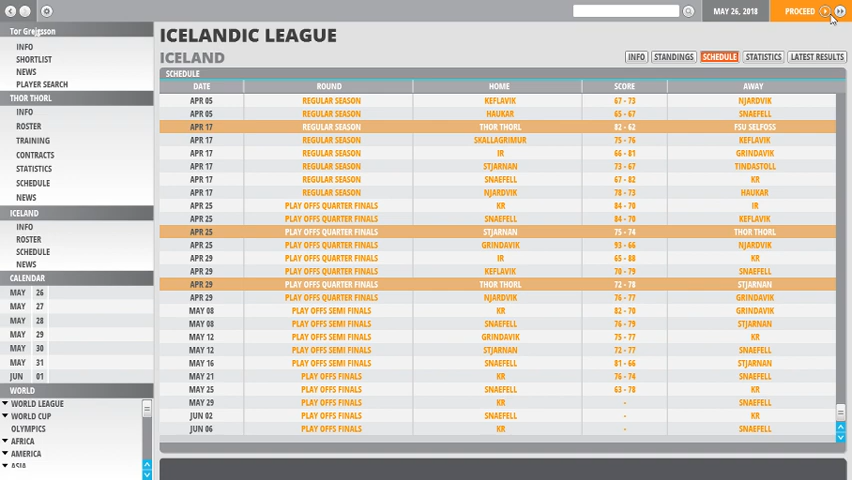 MAY 26, 2018 PROCEED
Tor Grejgsson
INFO
SHORTLIST
NEWS
PLAYER SEARCH
THOR THORL
INFO
ROSTER
TRAINING
CONTRACTS
STATISTICS
SCHEDULE
NEWS
ICELAND
INFO
ROSTER
SCHEDULE
NEWS
CALENDAR
MAY 26
MAY 27
MAY 28
MAY 29
MAY 30
MAY 31
JUN 01
WORLD
WORLD LEAGUE
WORLD CUP
OLYMPICS
AFRICA
AMERICA
ASIA
ICELANDIC LEAGUE
ICELAND
INFO STANDINGS SCHEDULE STATISTICS LATEST RESULTS
SCHEDULE
DATE ROUND HOME SCORE AWAY
APR 05 REGULAR SEASON KEFLAVIK 67 - 73 NJARDVIK
APR 05 REGULAR SEASON HAUKAR 65 - 67 SNAEFELL
APR 17 REGULAR SEASON THOR THORL 82 - 62 FSU SELFOSS
APR 17 REGULAR SEASON SKALLAGRIMUR 75 - 76 KEFLAVIK
APR 17 REGULAR SEASON IR 66 - 81 GRINDAVIK
APR 17 REGULAR SEASON STJARNAN 73 - 67 TINDASTOLL
APR 17 REGULAR SEASON SNAEFELL 67 - 82 KR
APR 17 REGULAR SEASON NJARDVIK 78 - 73 HAUKAR
APR 25 PLAY OFFS QUARTER FINALS KR 84 - 70 IR
APR 25 PLAY OFFS QUARTER FINALS SNAEFELL 84 - 70 KEFLAVIK
APR 25 PLAY OFFS QUARTER FINALS STJARNAN 75 - 74 THOR THORL
APR 25 PLAY OFFS QUARTER FINALS GRINDAVIK 93 - 66 NJARDVIK
APR 29 PLAY OFFS QUARTER FINALS IR 65 - 88 KR
APR 29 PLAY OFFS QUARTER FINALS KEFLAVIK 70 - 79 SNAEFELL
APR 29 PLAY OFFS QUARTER FINALS THOR THORL 72 - 78 STJARNAN
APR 29 PLAY OFFS QUARTER FINALS NJARDVIK 76 - 77 GRINDAVIK
MAY 08 PLAY OFFS SEMI FINALS KR 82 - 70 GRINDAVIK
MAY 08 PLAY OFFS SEMI FINALS SNAEFELL 76 - 79 STJARNAN
MAY 12 PLAY OFFS SEMI FINALS GRINDAVIK 75 - 77 KR
MAY 12 PLAY OFFS SEMI FINALS STJARNAN 72 - 77 SNAEFELL
MAY 16 PLAY OFFS SEMI FINALS SNAEFELL 81 - 66 STJARNAN
MAY 21 PLAY OFFS FINALS KR 76 - 74 SNAEFELL
MAY 25 PLAY OFFS FINALS SNAEFELL 63 - 78 KR
MAY 29 PLAY OFFS FINALS KR - SNAEFELL
JUN 02 PLAY OFFS FINALS SNAEFELL - KR
JUN 06 PLAY OFFS FINALS KR - SNAEFELL